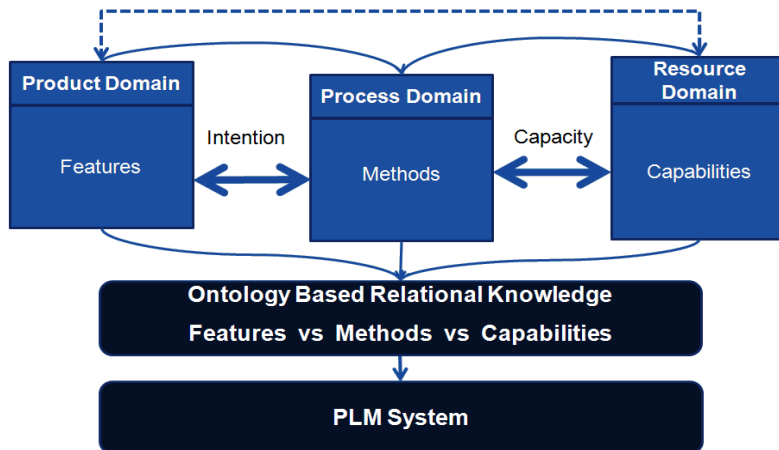 Product Domain
Features
Intention
Process Domain
Methods
Capacity
Resource
Domain
Capabilities
Ontology Based Relational Knowledge
Features vs Methods vs Capabilities
PLM System